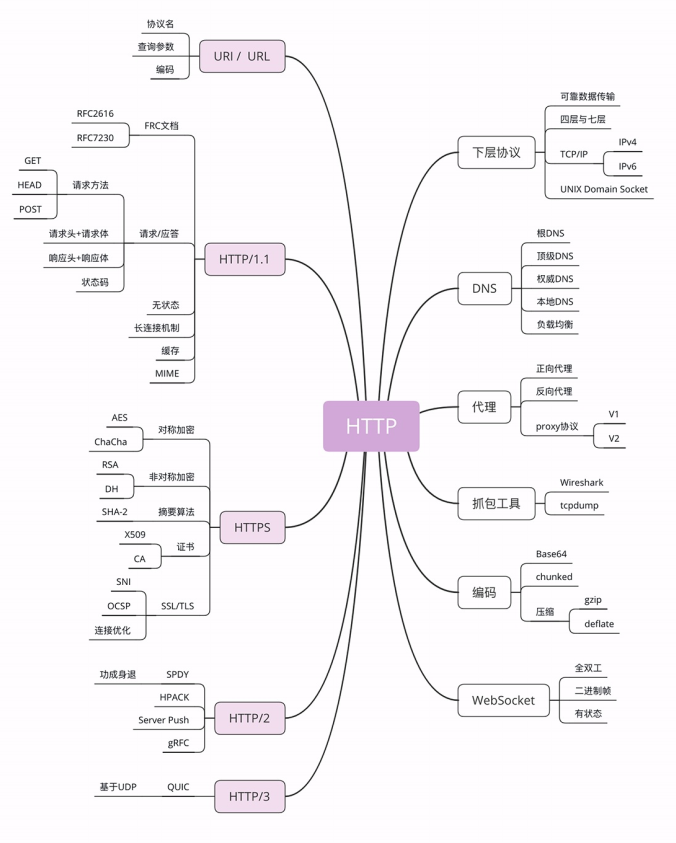 HTTP
URI / URL
协议名
查询参数
编码
HTTP/1.1
FRC文档
RFC2616
RFC7230
请求/应答
请求方法
GET
HEAD
POST
请求头+请求体
响应头+响应体
状态码
无状态
长连接机制
缓存
MIME
HTTPS
对称加密
AES
ChaCha
非对称加密
RSA
DH
摘要算法
SHA-2
证书
X509
CA
SSL/TLS
SNI
OCSP
连接优化
HTTP/2
SPDY
功成身退
HPACK
Server Push
gRFC
HTTP/3
QUIC
基于UDP
下层协议
可靠数据传输
四层与七层
TCP/IP
IPv4
IPv6
UNIX Domain Socket
DNS
根DNS
顶级DNS
权威DNS
本地DNS
负载均衡
代理
正向代理
反向代理
proxy协议
V1
V2
抓包工具
Wireshark
tcpdump
编码
Base64
chunked
压缩
gzip
deflate
WebSocket
全双工
二进制帧
有状态